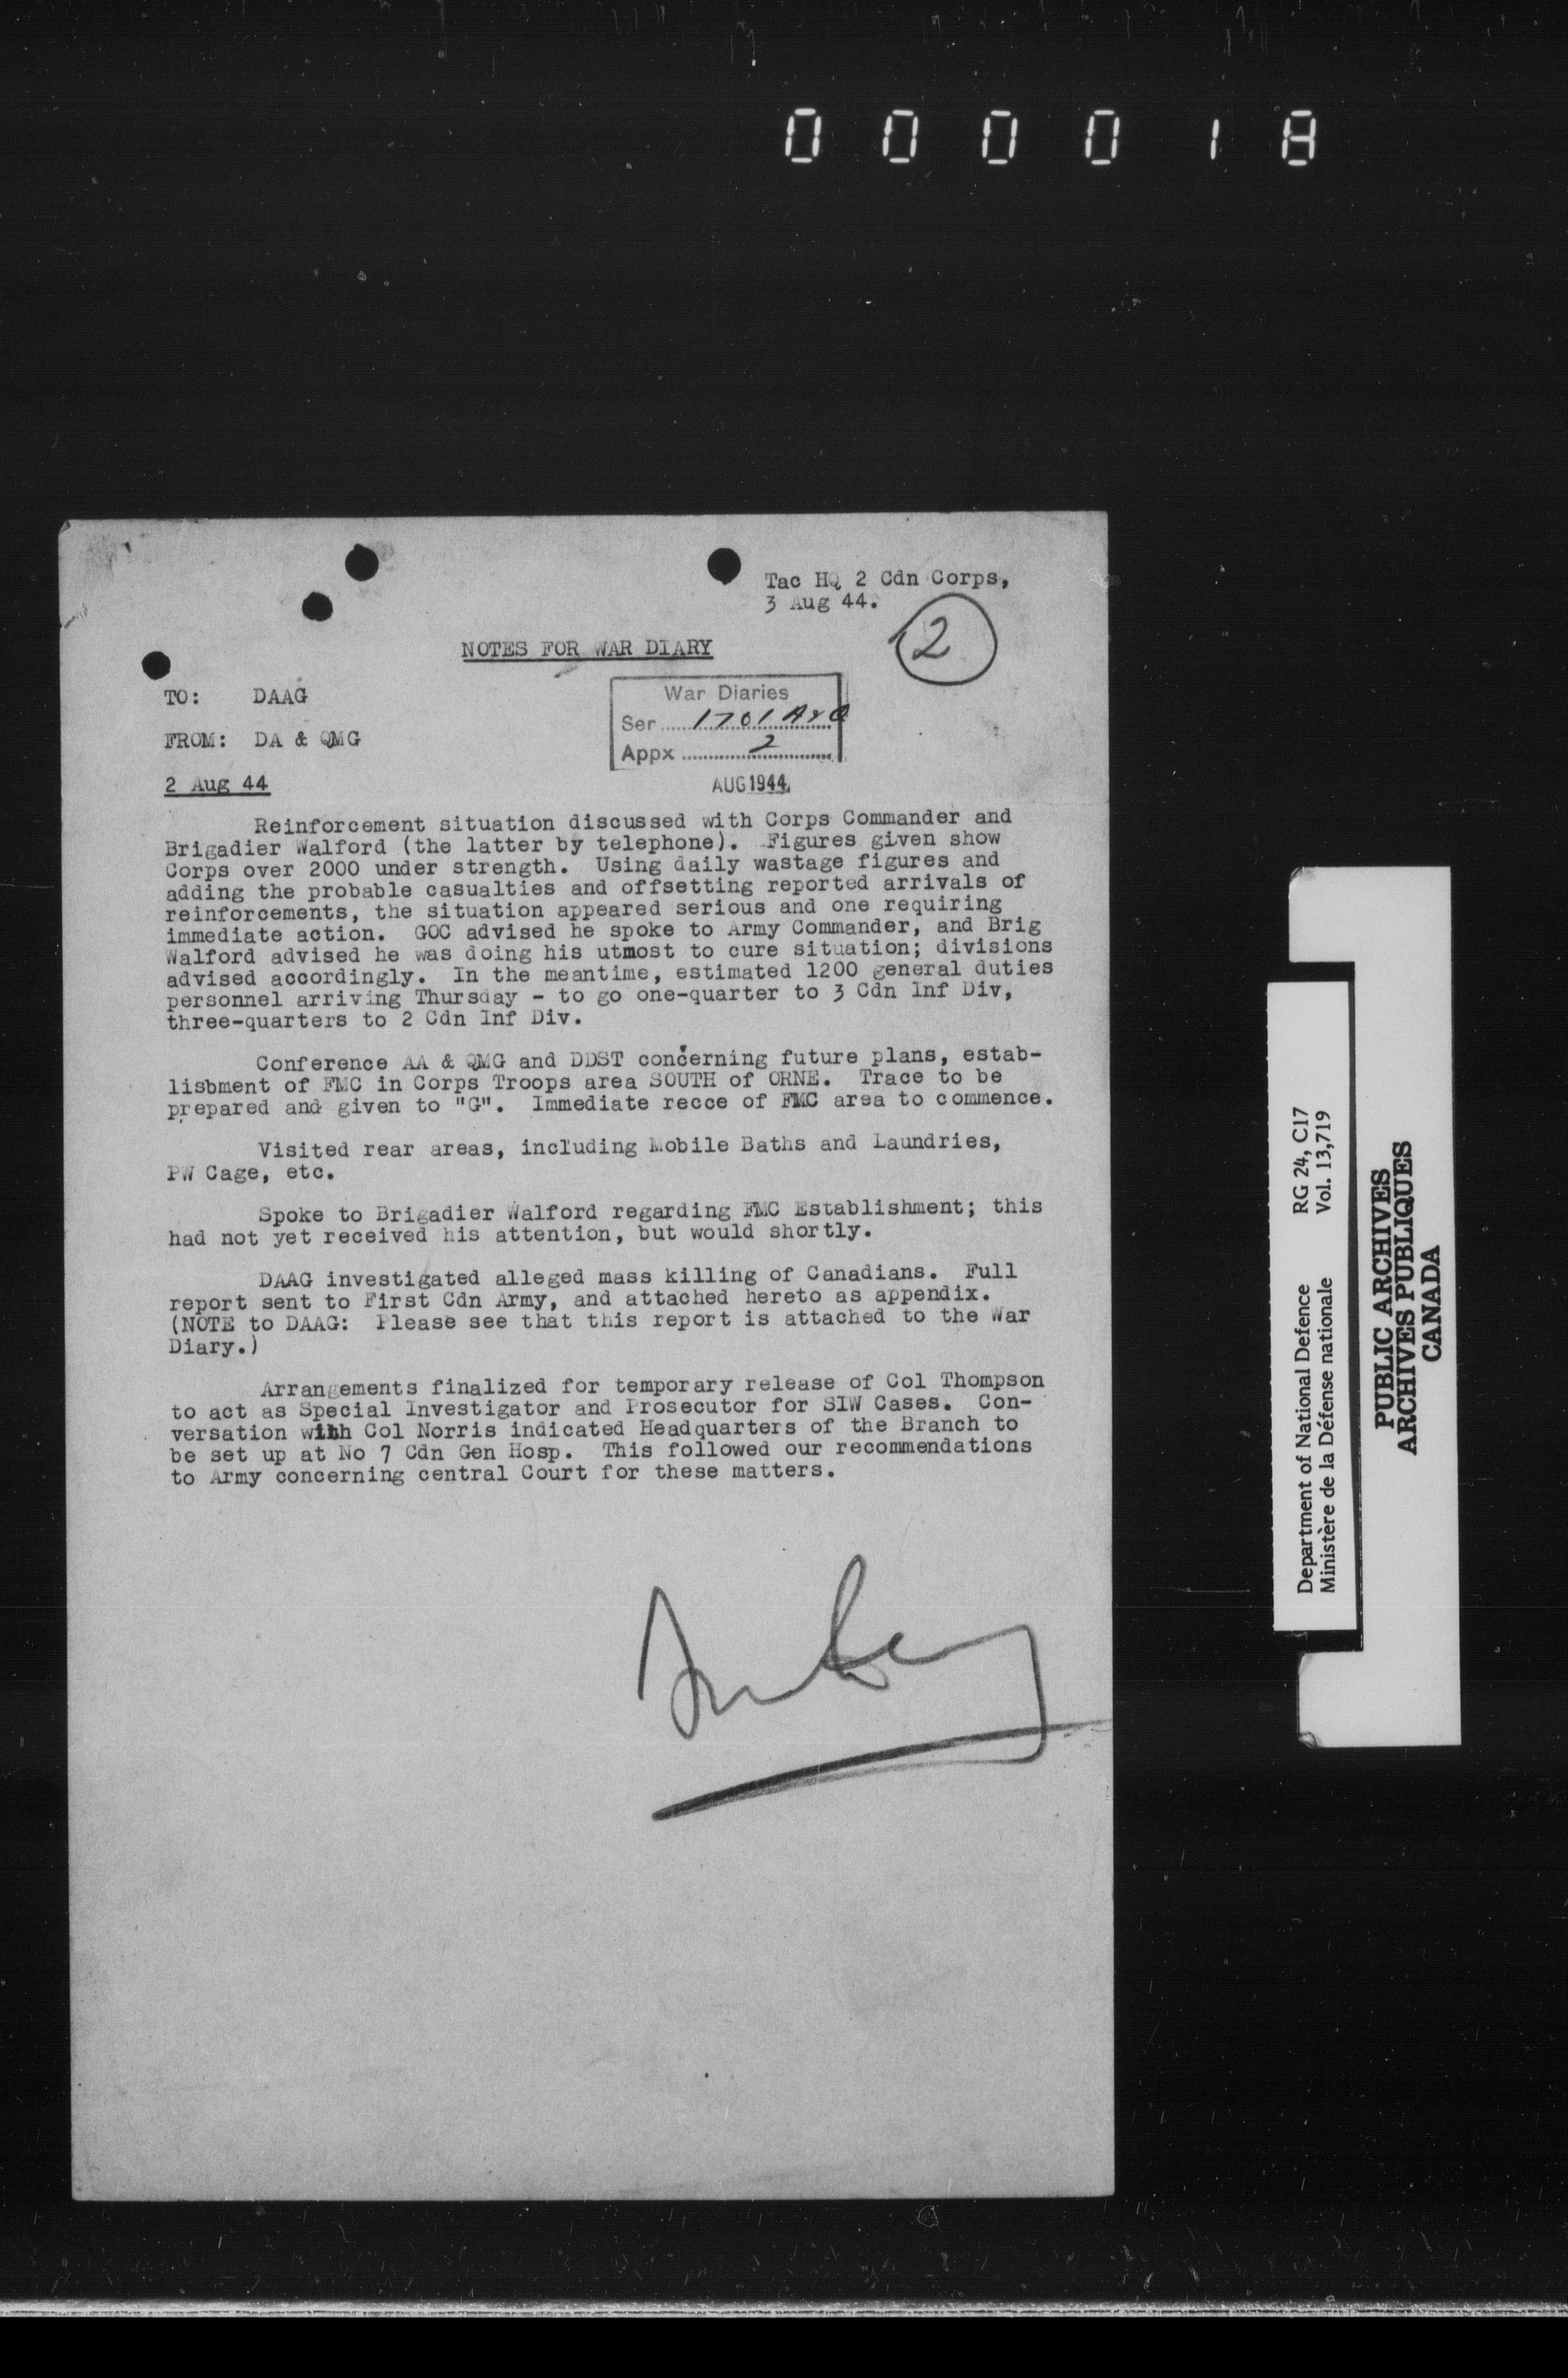 000018
Tac HQ 2 Cdn Corps,
3 Aug 44.
2
NOTES FOR WAR DIARY
TO: DAAG
FROM: DA & QMG
War Diaries
Ser 1701 A&Q
Appx 2
AUG 1944
2 Aug 44
Reinforcement situation discussed with Corps Commander and
Brigadier Walford (the latter by telephone). Figures given show
Corps over 2000 under strength. Using daily wastage figures and
adding the probable casualties and offsetting reported arrivals of
reinforcements, the situation appeared serious and one requiring
immediate action. GOC advised he spoke to Army Commander, and Brig
Walford advised he was doing his utmost to cure situation; divisions
advised accordingly. In the meantime, estimated 1200 general duties
personnel arriving Thursday - to go one-quarter to 3 Cdn Inf Div,
three-quarters to 2 Cdn Inf Div.
Conference AA & QMG and DDST concerning future plans, estab-
lisbment of FMC in Corps Troops area SOUTH of ORNE. Trace to be
prepared and given to "G". Immediate recce of FMC area to commence.
Visited rear areas, including Mobile Baths and Laundries,
PW Cage, etc.
Spoke to Brigadier Walford regarding FMC Establishment; this
had not yet received his attention, but would shortly.
DAAG investigated alleged mass killing of Canadians. Full
report sent to First Cdn Army, and attached hereto as appendix.
(NOTE to DAAG: Please see that this report is attached to the War
Diary.)
Arrangements finalized for temporary release of Col Thompson
to act as Special Investigator and Prosecutor for SIW Cases. Con-
versation with Col Norris indicated Headquarters of the Branch to
be set up at No 7 Cdn Gen Hosp. This followed our recommendations
to Army concerning central Court for these matters.
Department of National Defence RG 24, C17
Ministère de la Défense nationale Vol. 13,719
PUBLIC ARCHIVES
ARCHIVES PUBLIQUES
CANADA